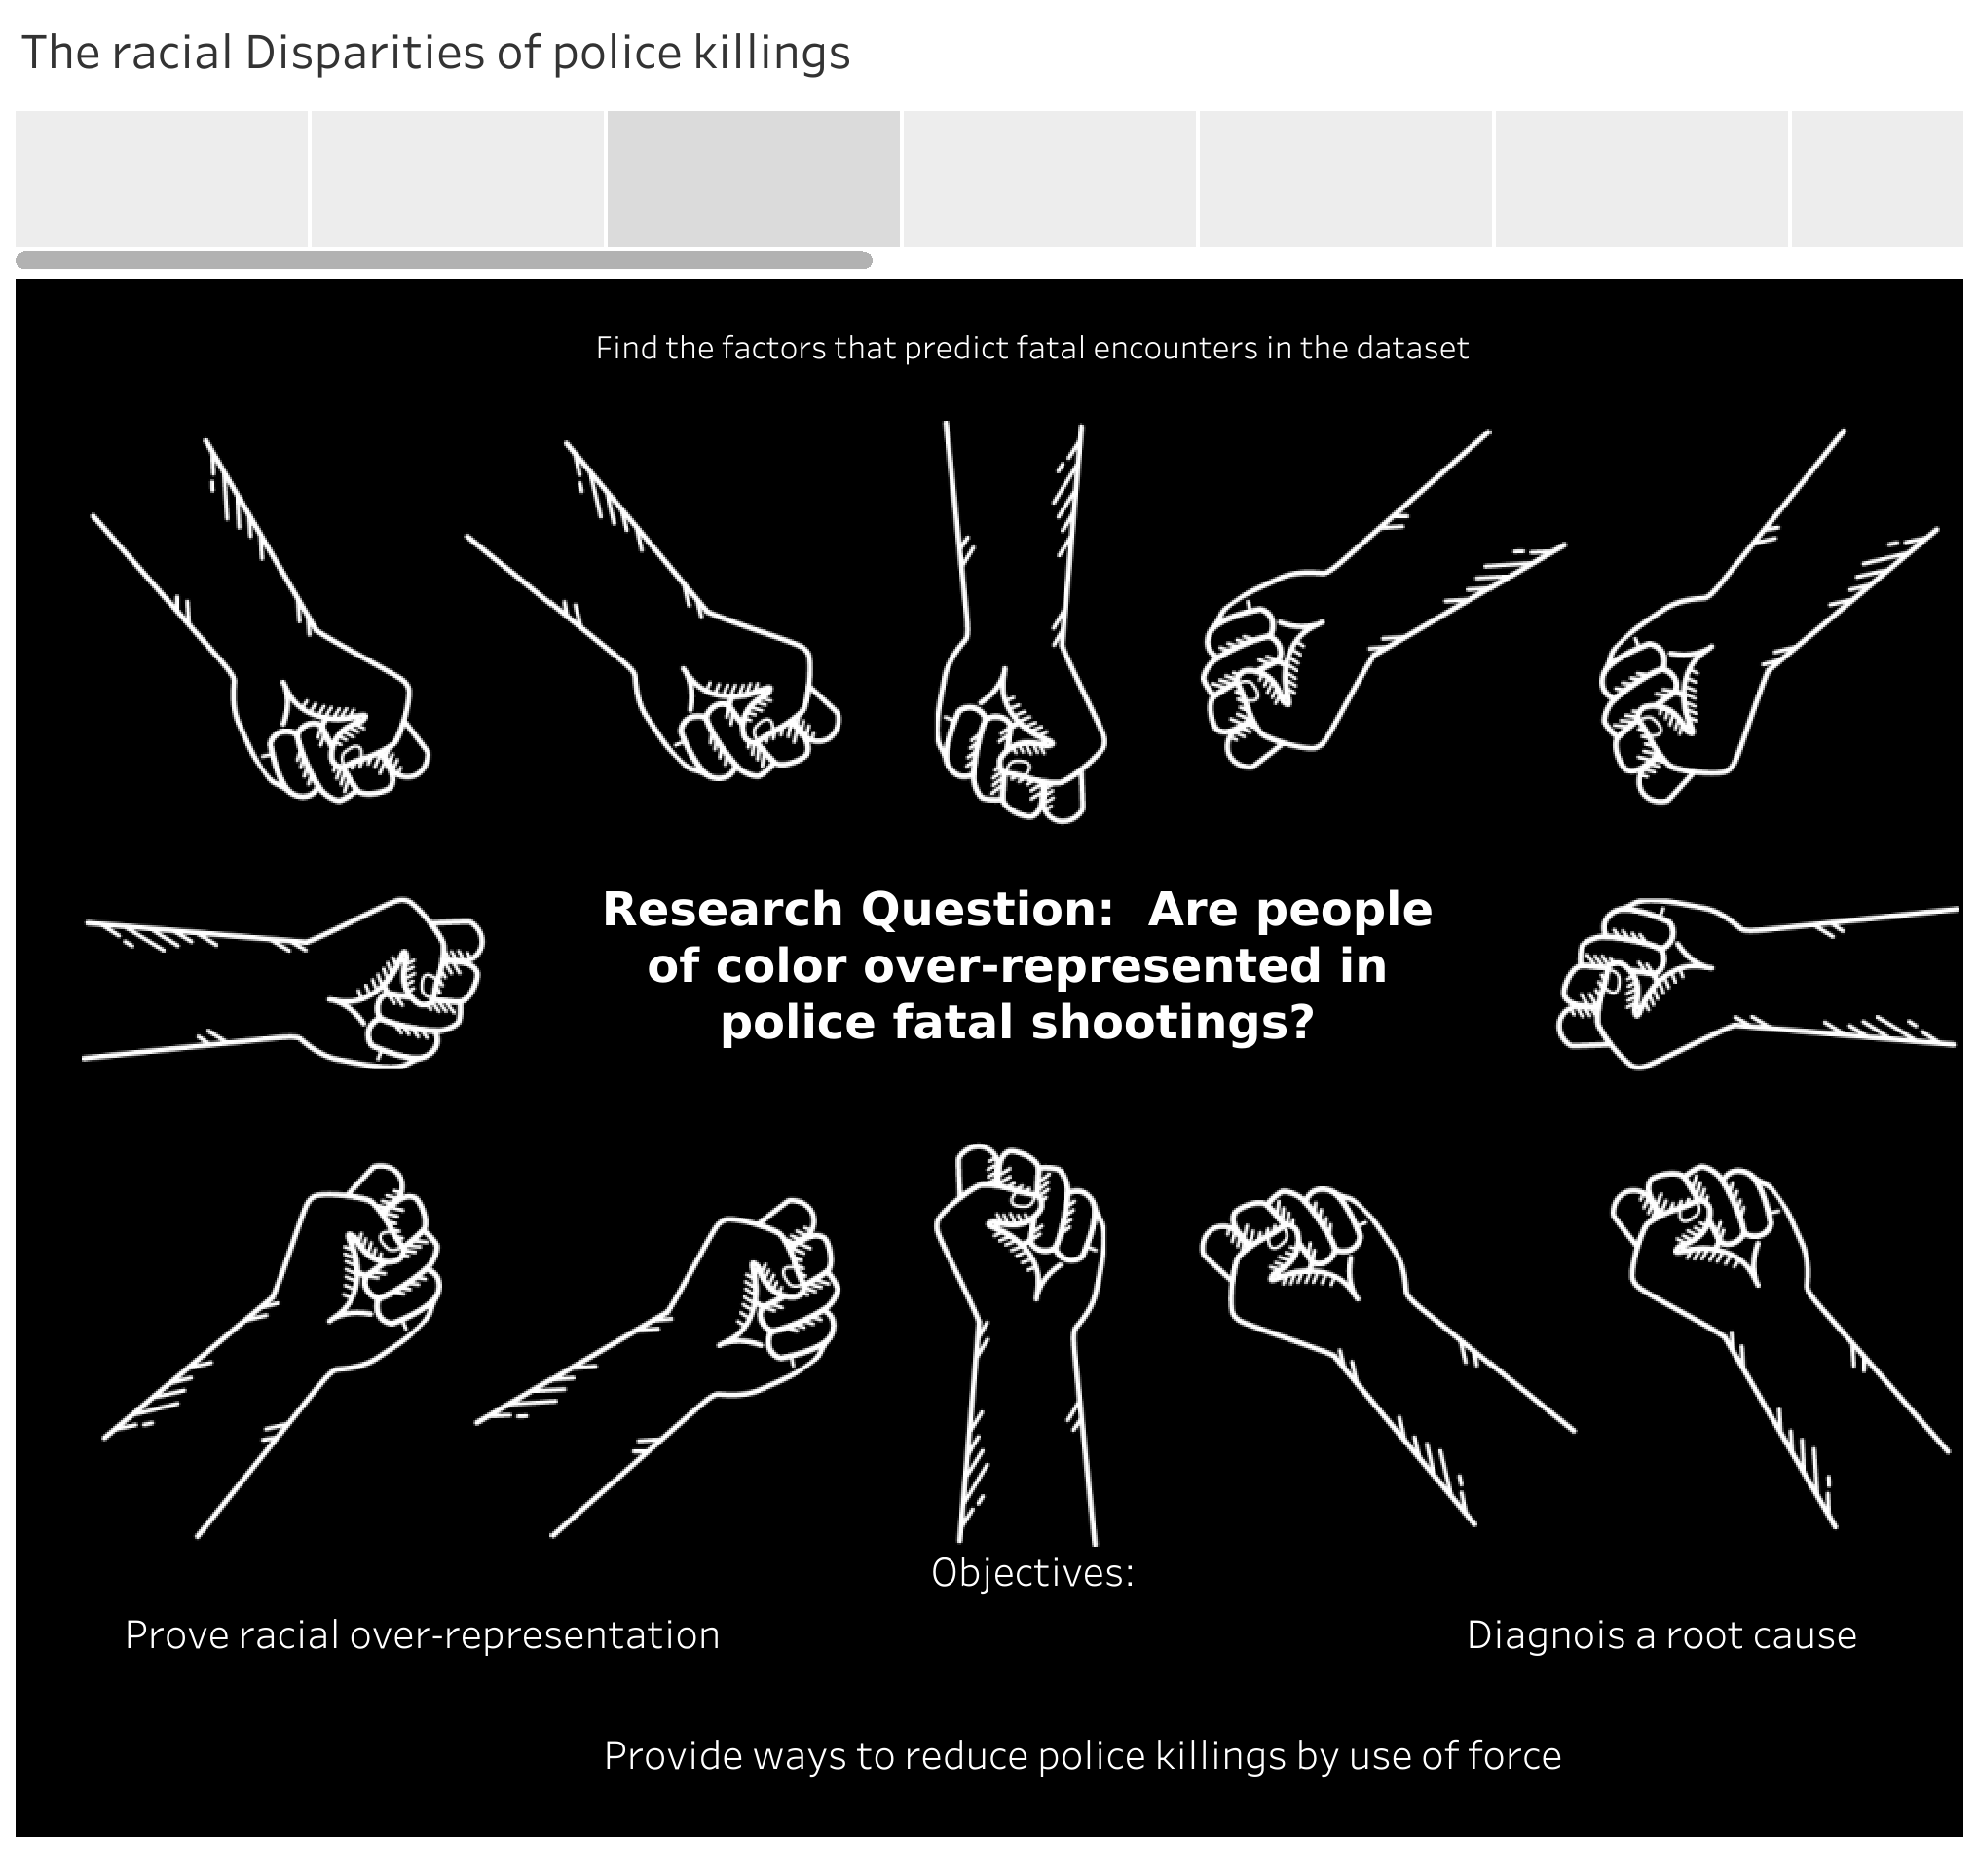 The racial Disparities of police killings
Find the factors that predict fatal encounters in the dataset
Research Question:  Are people
of color over-represented in
police fatal shootings?
Objectives:
Prove racial over-representation
Diagnois a root cause
Provide ways to reduce police killings by use of force